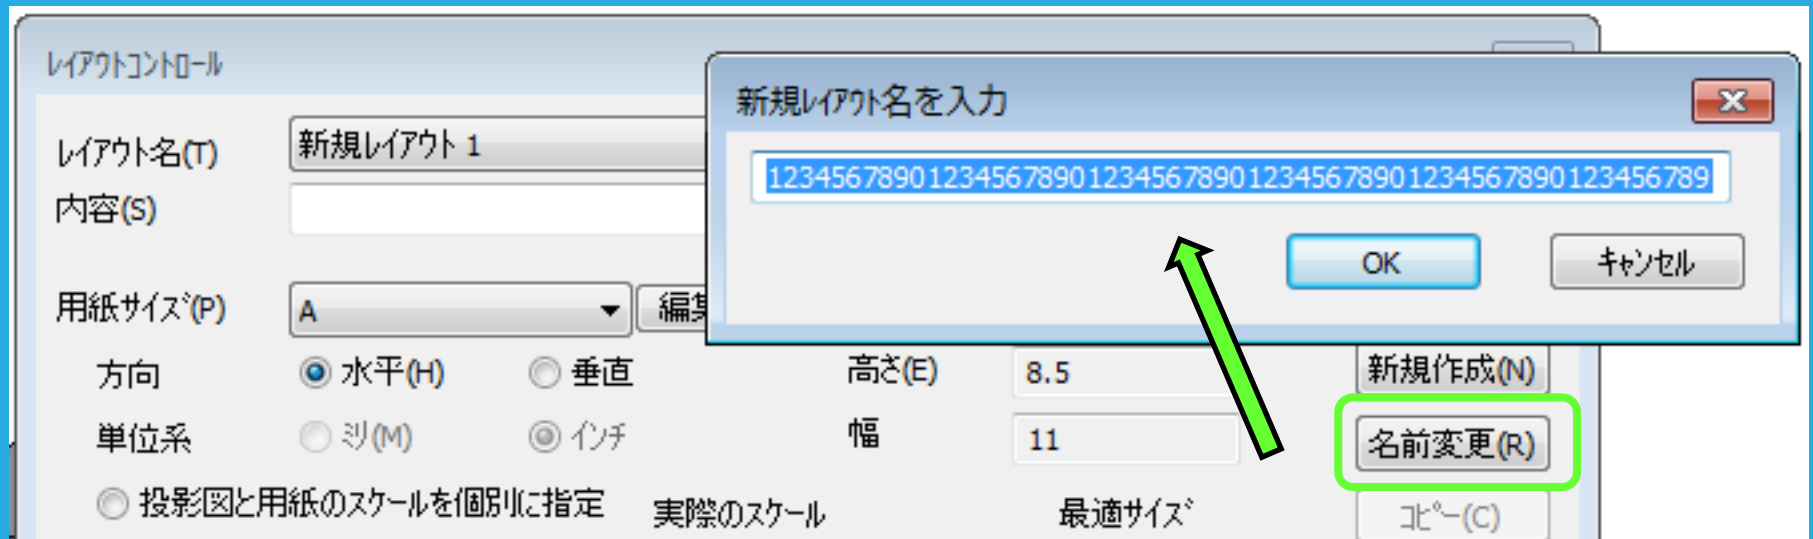 レイアウトコントロール
新規レイアウト名を入力
レイアウト名(T) 新規レイアウト 1
12345678901234567890123456789012345678901234567890123456789
内容(S)
OK キャンセル
用紙サイズ(P) A 編
方向 水平(H) 垂直 高さ(E) 8.5 新規作成(N)
単位系 ミリ(M) インチ 幅 11 名前変更(R)
投影図と用紙のスケールを個別に指定 実際のスケール 最適サイズ コピー(C)